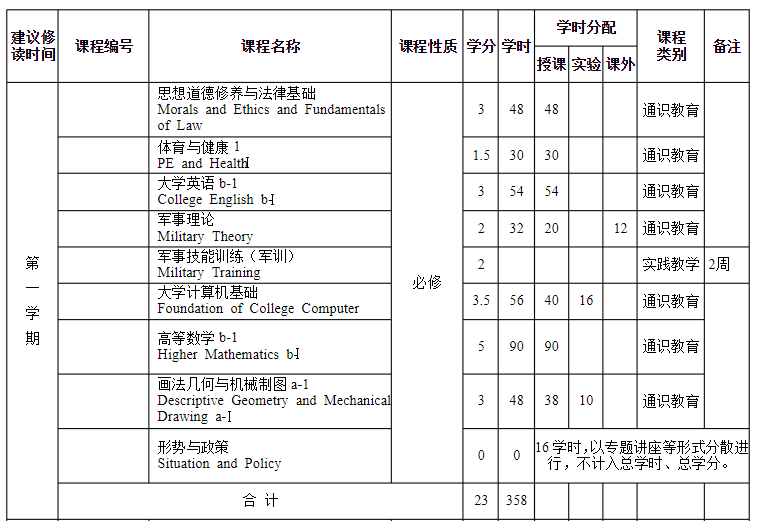 建议修
读时间
课程编号
课程名称
课程性质
学分
学时
学时分配
授课
实验
课外
课程
类别
备注
第
一
学
期
思想道德修养与法律基础
Morals and Ethics and Fundamentals
of Law
3
48
48
通识教育
体育与健康 1
PE and HealthI
1.5
30
30
通识教育
大学英语 b-1
College English b-I
3
54
54
通识教育
军事理论
Military Theory
2
32
20
12
通识教育
军事技能训练（军训）
Military Training
2
必修
实践教学
2周
大学计算机基础
Foundation of College Computer
3.5
56
40
16
通识教育
高等数学 b-1
Higher Mathematics b-I
5
90
90
通识教育
画法几何与机械制图 a-1
Descriptive Geometry and Mechanical
Drawing a-I
3
48
38
10
通识教育
形势与政策
Situation and Policy
0
0
16学时，以专题讲座等形式分散进
行，不计入总学时、总学分。
合 计
23
358